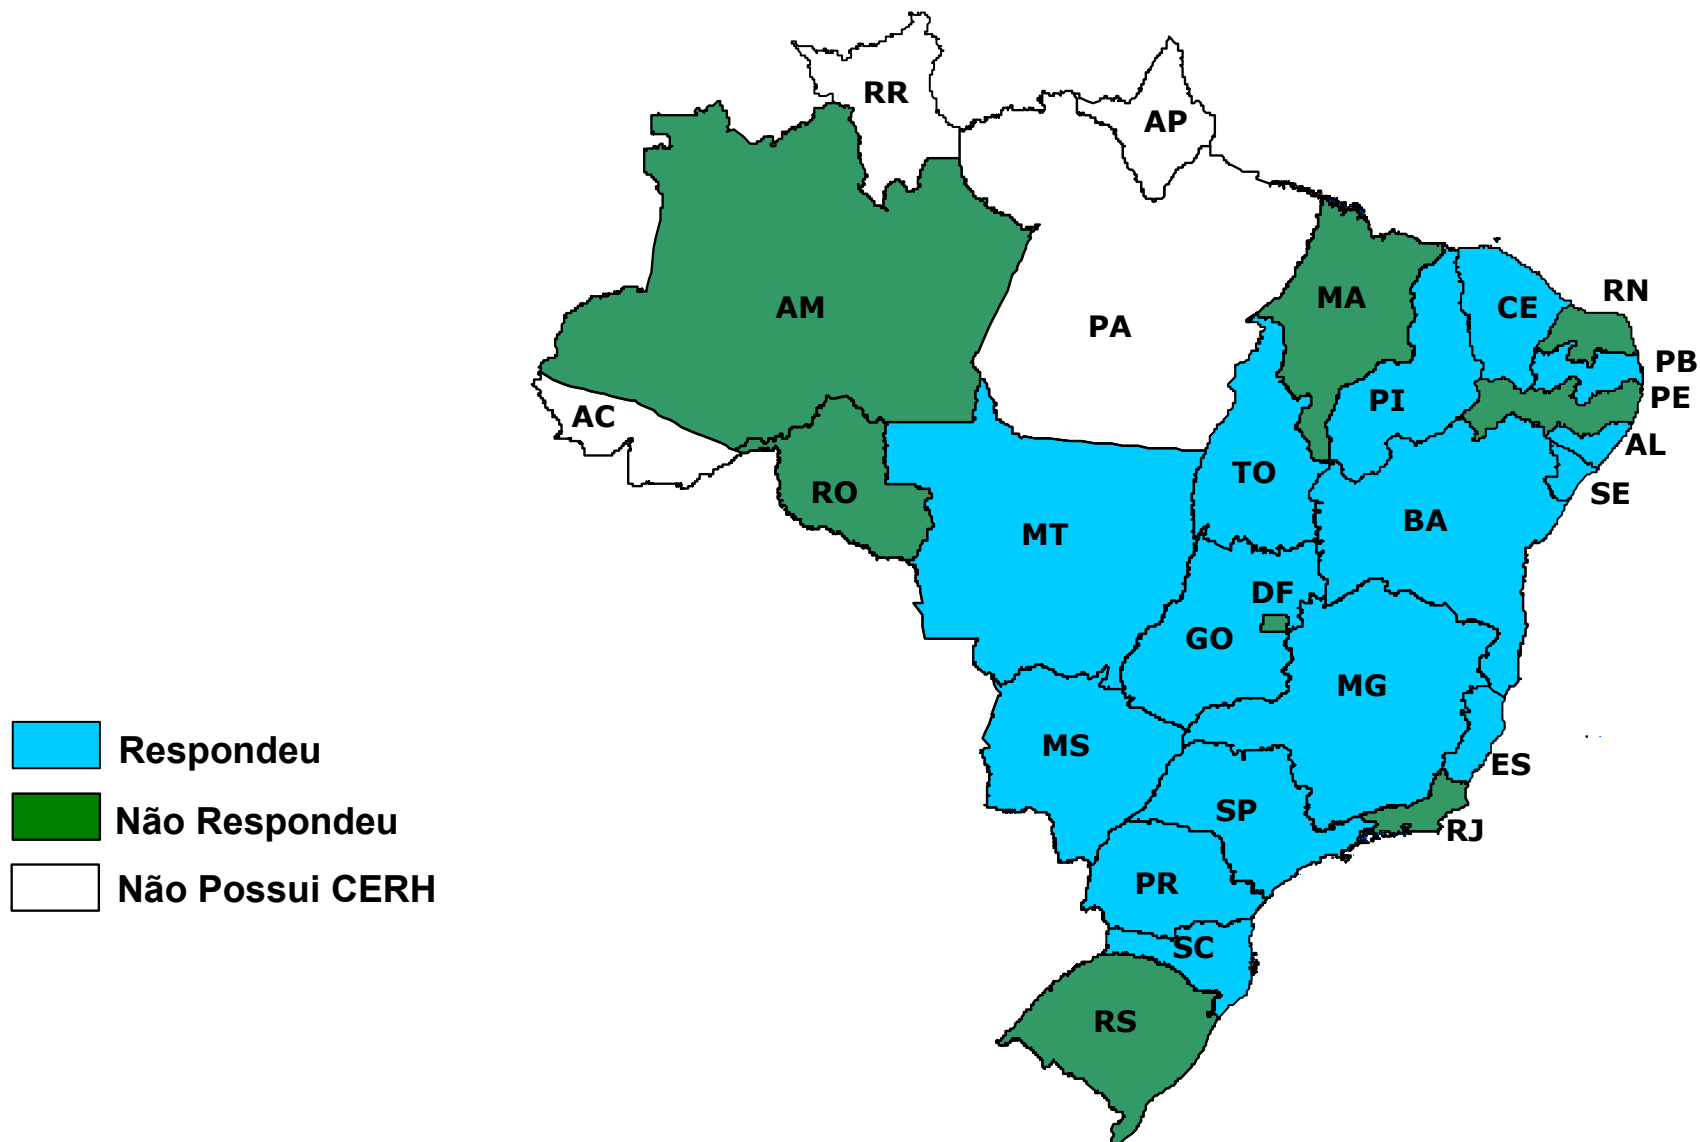 RR
AP
AM
MA
RN
CE
PA
PB
PE
PI
AC
AL
TO
RO
SE
BA
MT
DF
GO
MG
MS
Respondeu
ES
SP
Não Respondeu
RJ
PR
Não Possui CERH
SC
RS